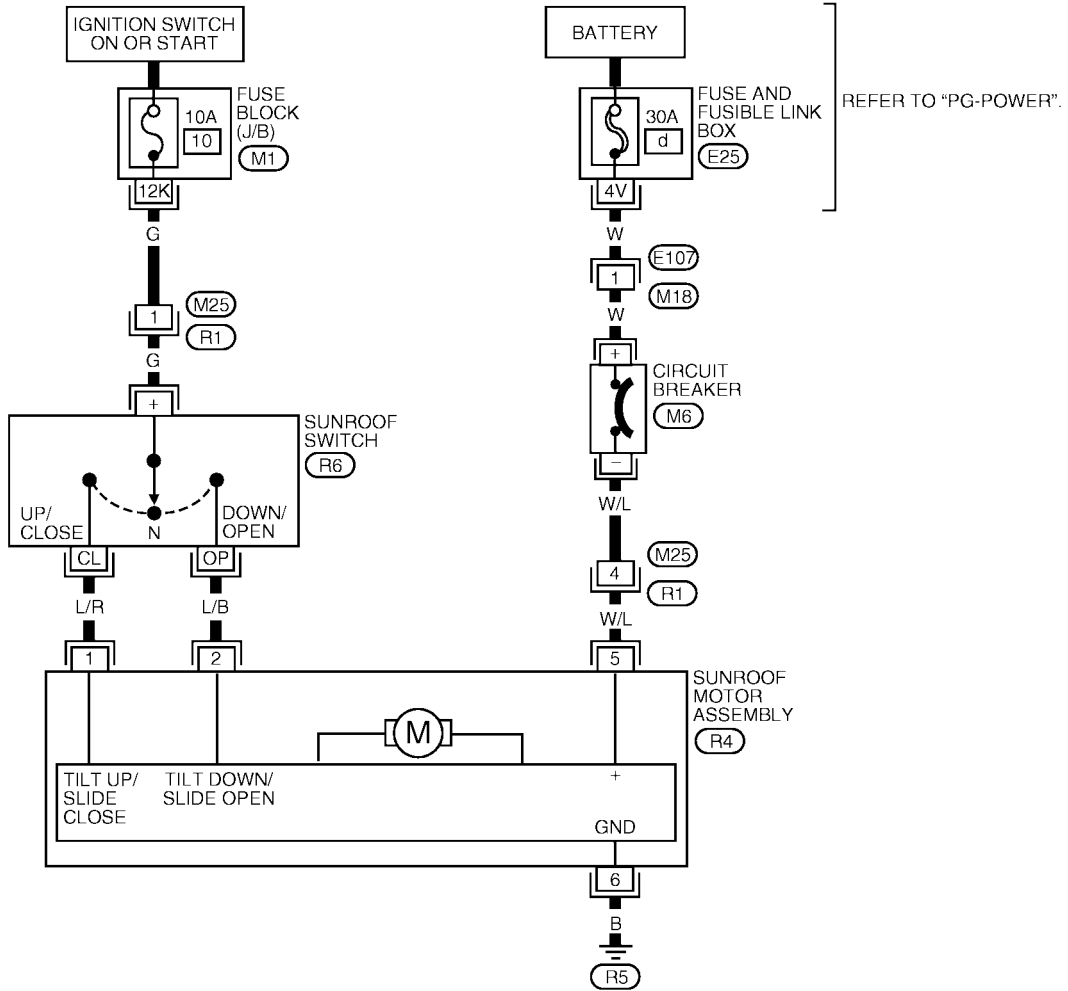 IGNITION SWITCH
ON OR START
BATTERY
10A
10
FUSE
BLOCK
(J/B)
M1
30A
d
FUSE AND
FUSIBLE LINK
BOX
E25
REFER TO “PG-POWER”.
12K
4V
G
W
1
M25
R1
1
E107
M18
G
W
+
+
CIRCUIT
BREAKER
M6
–
SUNROOF
SWITCH
R6
UP/
CLOSE
N
DOWN/
OPEN
CL
OP
W/L
4
M25
R1
L/R
L/B
W/L
1
2
5
SUNROOF
MOTOR
ASSEMBLY
R4
M
TILT UP/
SLIDE
CLOSE
TILT DOWN/
SLIDE OPEN
+
GND
6
B
R5